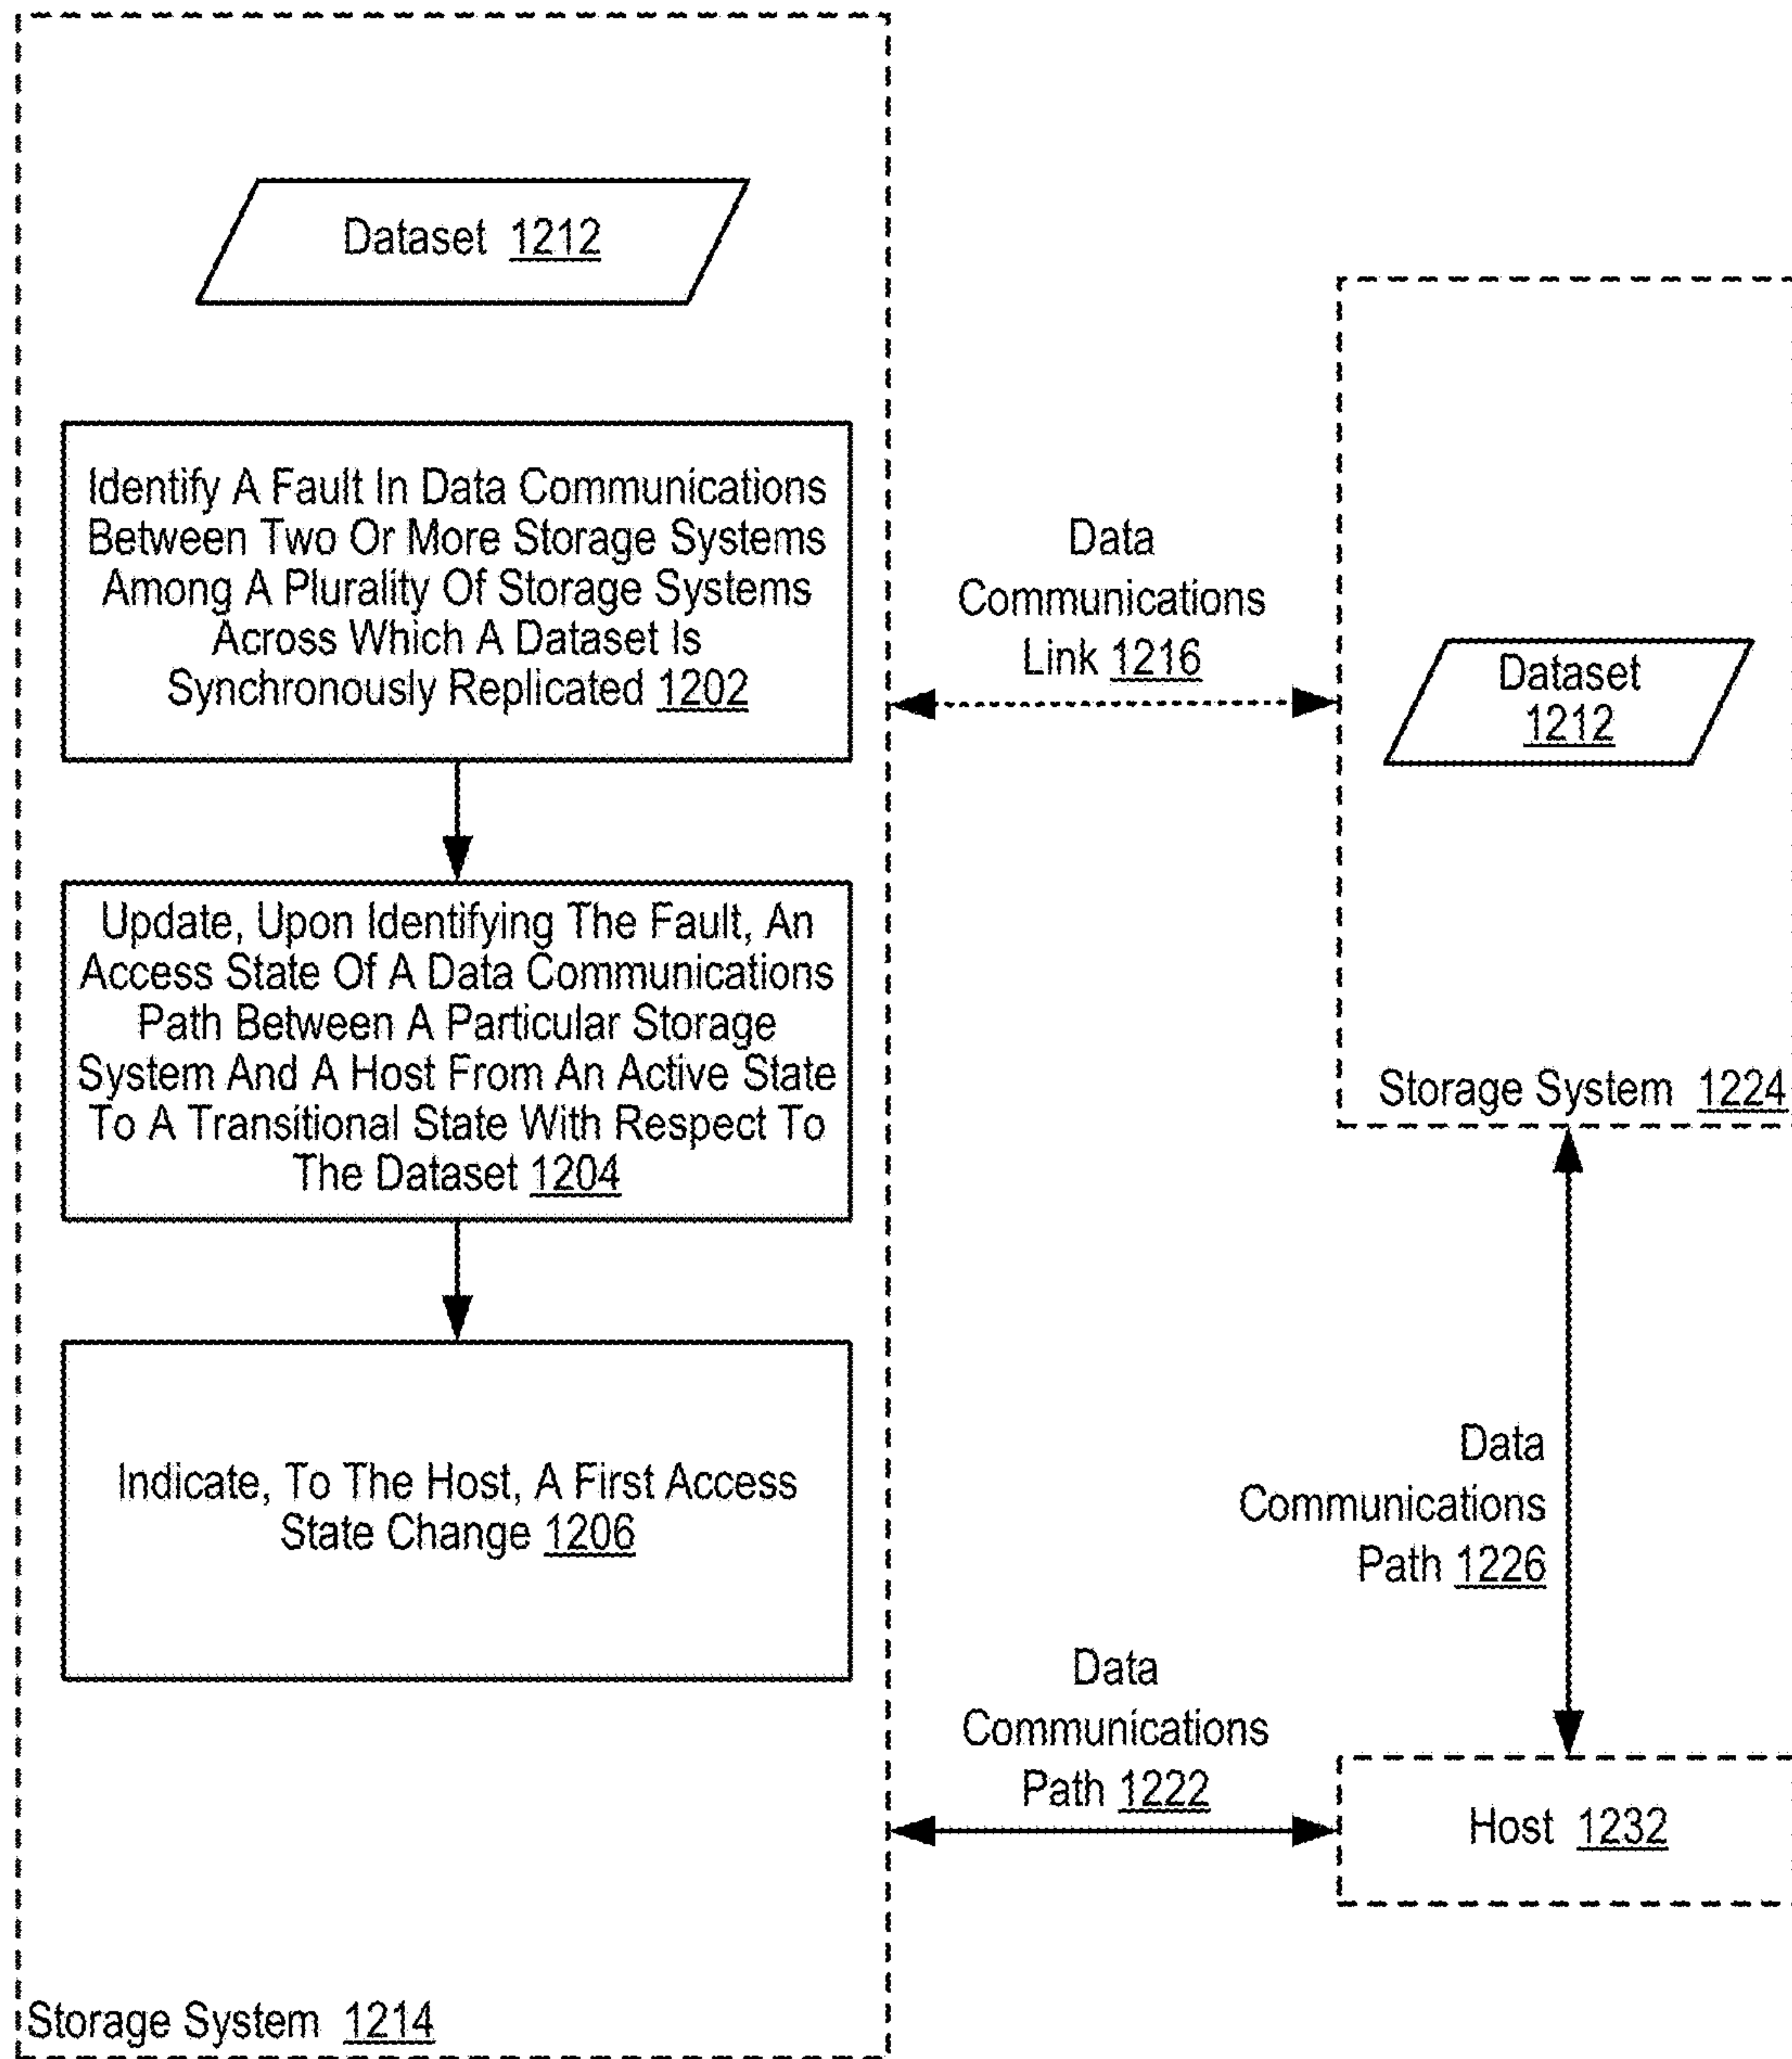 Dataset 1212
Identify A Fault In Data Communications
Between Two Or More Storage Systems
Among A Plurality Of Storage Systems
Across Which A Dataset Is
Synchronously Replicated 1202
Update, Upon Identifying The Fault, An
Access State Of A Data Communications
Path Between A Particular Storage
System And A Host From An Active State
To A Transitional State With Respect To
The Dataset 1204
Indicate, To The Host, A First Access
State Change 1206
Storage System 1214
Data
Communications
Link 1216
Dataset
1212
Storage System 1224
Data
Communications
Path 1226
Data
Communications
Path 1222
Host 1232